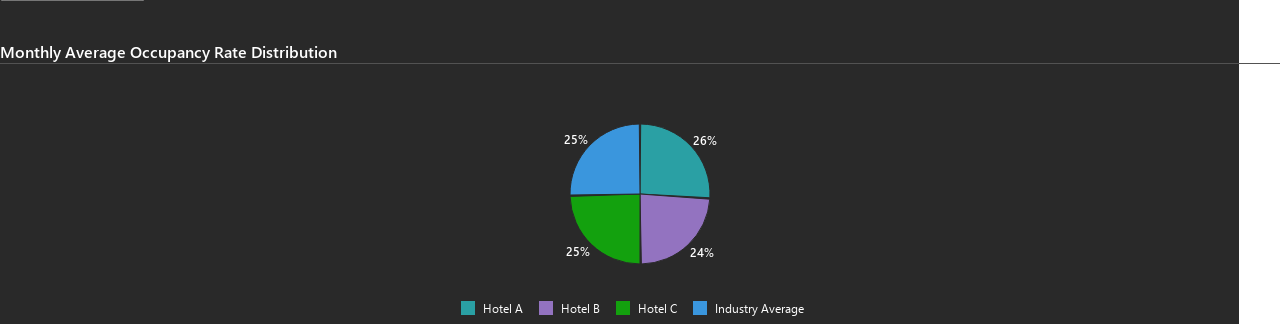 Monthly Average Occupancy Rate Distribution
25%
26%
25%
24%
Hotel A
Hotel B
Hotel C
Industry Average